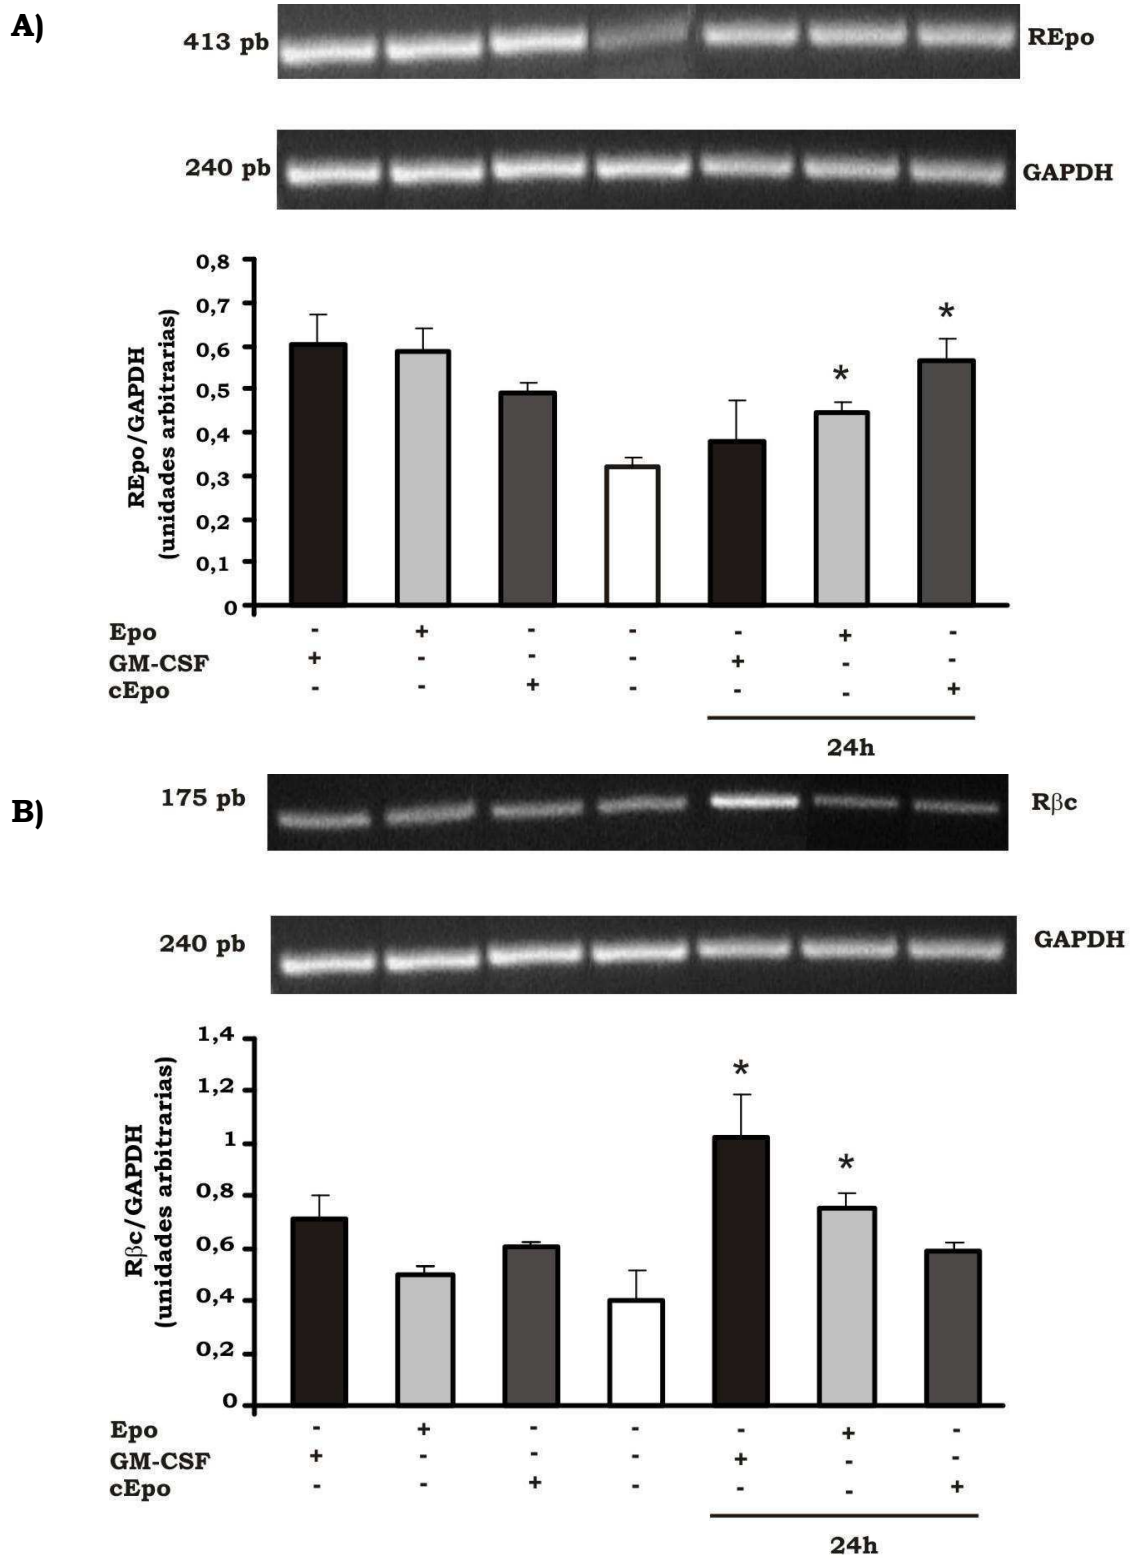 A)
413 pb REpo
240 pb GAPDH
REpo/GAPDH
(unidades arbitrarias)
0,8
0,7
0,6
0,5
0,4
0,3
0,2
0,1
0
*
*
Epo - + - - - + -
GM-CSF + - - - + - -
cEpo - - + - - - +
24h
B)
175 pb Rβc
240 pb GAPDH
Rβc/GAPDH
(unidades arbitrarias)
1,4
1,2
1
0,8
0,6
0,4
0,2
0
*
*
Epo - + - - - + -
GM-CSF + - - - + - -
cEpo - - + - - - +
24h